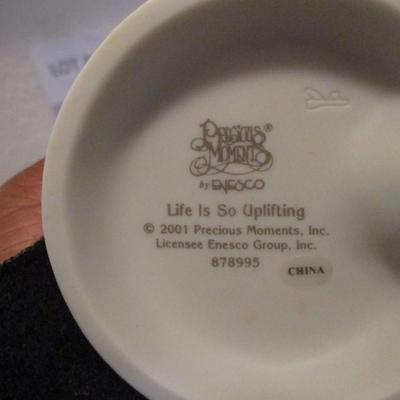 PRECIOUS
MOMENTS®
by ENESCO
Life Is So Uplifting
© 2001 Precious Moments, Inc.
Licensee Enesco Group, Inc.
878995
CHINA